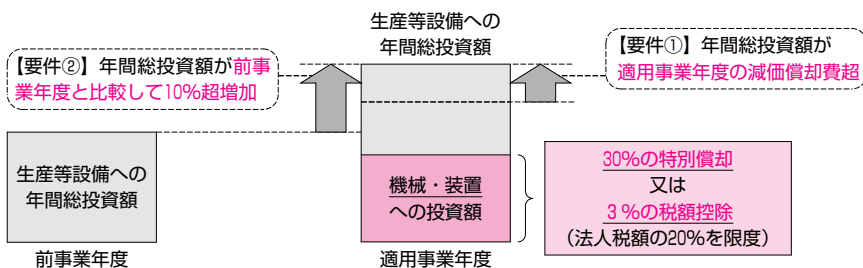 生産等設備への
年間総投資額
【要件②】年間総投資額が前事
業年度と比較して10%超増加
【要件①】年間総投資額が
適用事業年度の減価償却費超
生産等設備への
年間総投資額
機械・装置
への投資額
30%の特別償却
又は
3%の税額控除
(法人税額の20%を限度)
前事業年度
適用事業年度